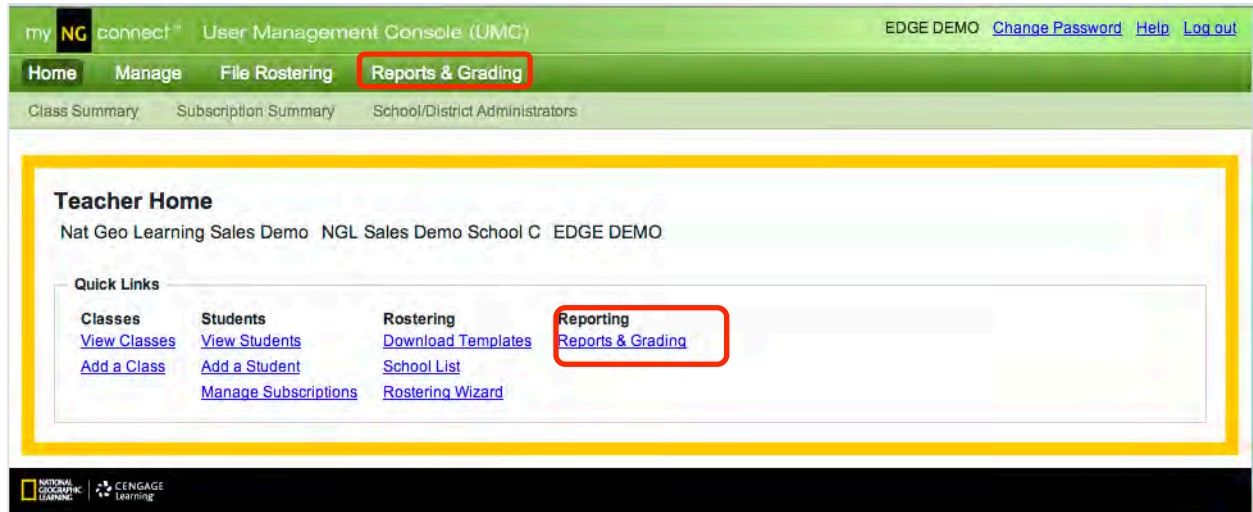 my NG connect™ User Management Console (UMC) EDGE DEMO Change Password Help Log out
Home Manage File Rostering Reports & Grading
Class Summary Subscription Summary School/District Administrators
Teacher Home
Nat Geo Learning Sales Demo NGL Sales Demo School C EDGE DEMO
Quick Links
Classes Students Rostering Reporting
View Classes View Students Download Templates Reports & Grading
Add a Class Add a Student School List
Manage Subscriptions Rostering Wizard
NATIONAL GEOGRAPHIC LEARNING CENGAGE Learning